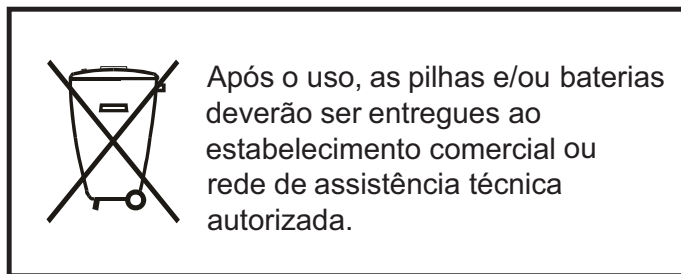 Após o uso, as pilhas e/ou baterias
deverão ser entregues ao
estabelecimento comercial ou
rede de assistência técnica
autorizada.